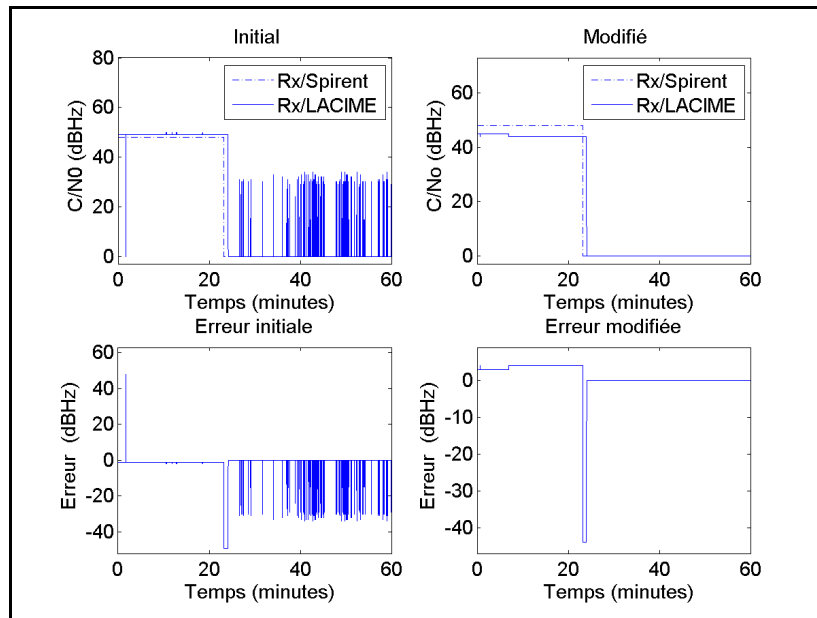 Initial
80
60
40
20
0
C/N0 (dBHz)
Rx/Spirent
Rx/LACIME
0 20 40 60
Temps (minutes)
Modifié
60
40
20
0
C/No (dBHz)
Rx/Spirent
Rx/LACIME
0 20 40 60
Temps (minutes)
Erreur initiale
60
40
20
0
-20
-40
Erreur (dBHz)
0 20 40 60
Temps (minutes)
Erreur modifiée
0
-10
-20
-30
-40
Erreur (dBHz)
0 20 40 60
Temps (minutes)